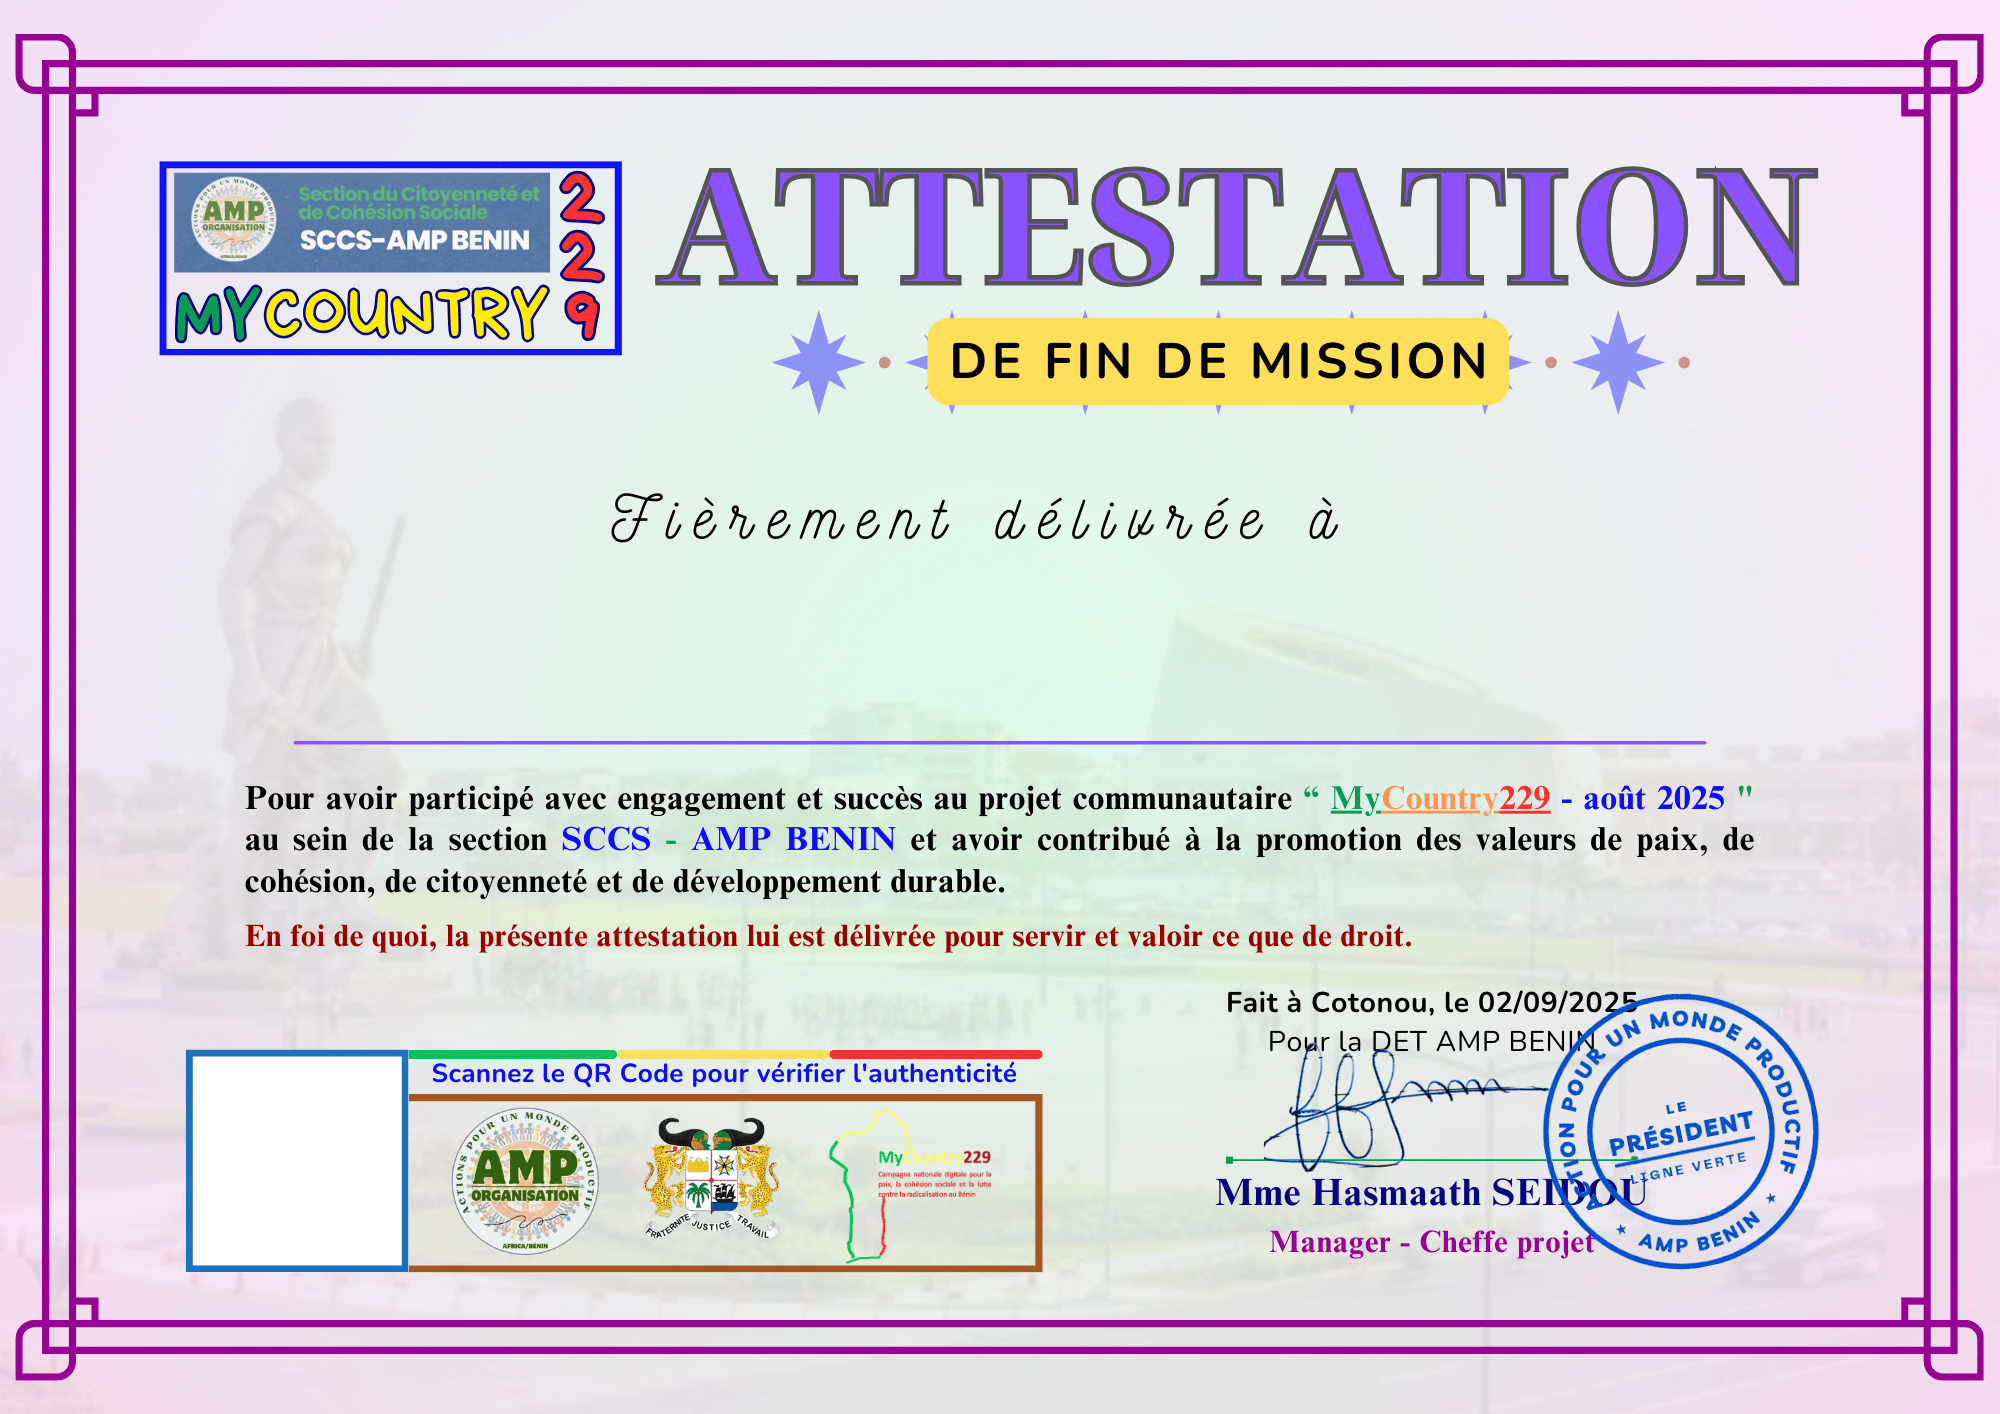 ATTESTATION
DE FIN DE MISSION
ACTIONS POUR UN MONDE PRODUCTIF
AMP
ORGANISATION
AFRICA/BÉNIN
Section du Citoyenneté et
de Cohésion Sociale
SCCS-AMP BENIN
MYCOUNTRY
229
Fièrement délivrée à
Pour avoir participé avec engagement et succès au projet communautaire “ MyCountry229 - août 2025 "
au sein de la section SCCS - AMP BENIN et avoir contribué à la promotion des valeurs de paix, de
cohésion, de citoyenneté et de développement durable.
En foi de quoi, la présente attestation lui est délivrée pour servir et valoir ce que de droit.
Fait à Cotonou, le 02/09/2025
Pour la DET AMP BENIN
Mme Hasmaath SEIDOU
Manager - Cheffe projet
ACTION POUR UN MONDE PRODUCTIF
LE
PRÉSIDENT
LIGNE VERTE
★ AMP BENIN ★
Scannez le QR Code pour vérifier l'authenticité
ACTIONS POUR UN MONDE PRODUCTIF
AMP
ORGANISATION
AFRICA/BÉNIN
FRATERNITE JUSTICE TRAVAIL
MyCountry229
Campagne nationale digitale pour la
paix, la cohésion sociale et la lutte
contre la radicalisation au Bénin